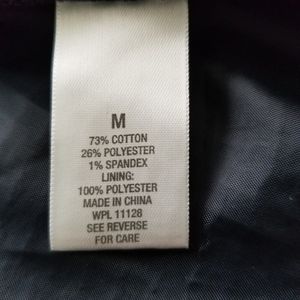 M
73% COTTON
26% POLYESTER
1% SPANDEX
LINING:
100% POLYESTER
MADE IN CHINA
WPL 11128
SEE REVERSE
FOR CARE